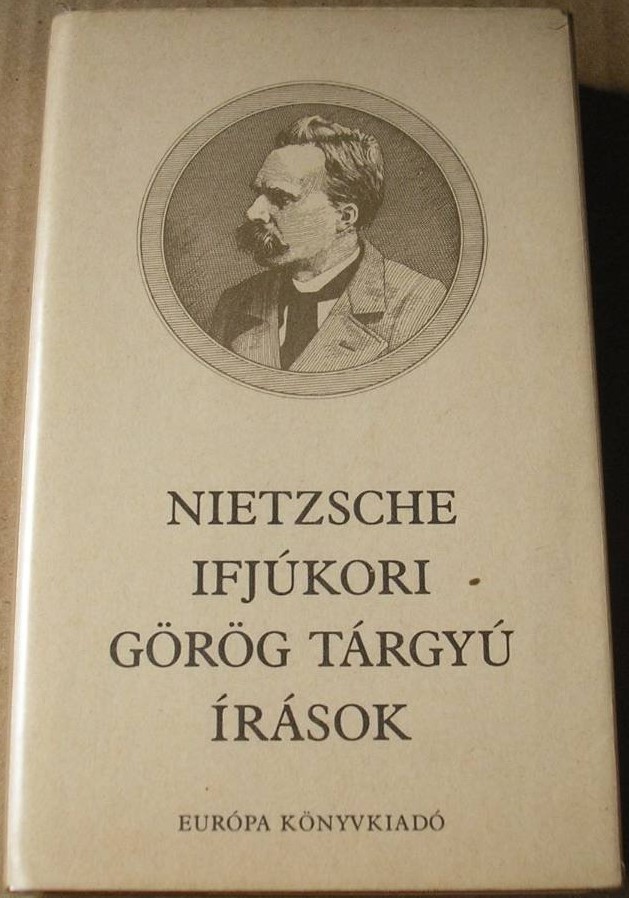 NIETZSCHE
IFJÚKORI
GÖRÖG TÁRGYÚ
ÍRÁSOK
EURÓPA KÖNYVKIADÓ